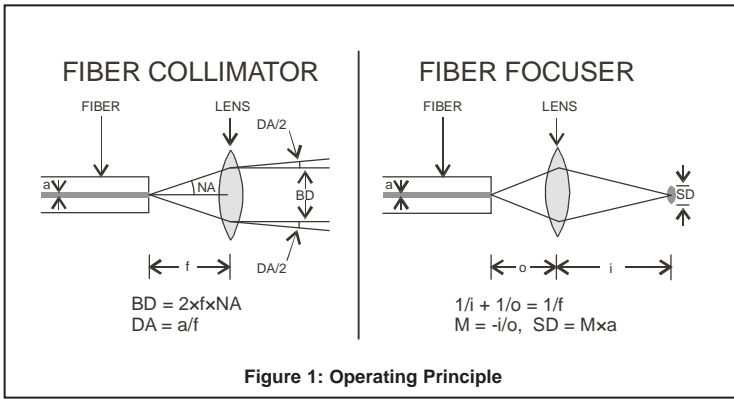 FIBER COLLIMATOR
FIBER
LENS
DA/2
a
NA
BD
f
DA/2
BD = 2×f×NA
DA = a/f
FIBER FOCUSER
FIBER
LENS
a
SD
o
i
1/i + 1/o = 1/f
M = -i/o, SD = M×a
Figure 1: Operating Principle